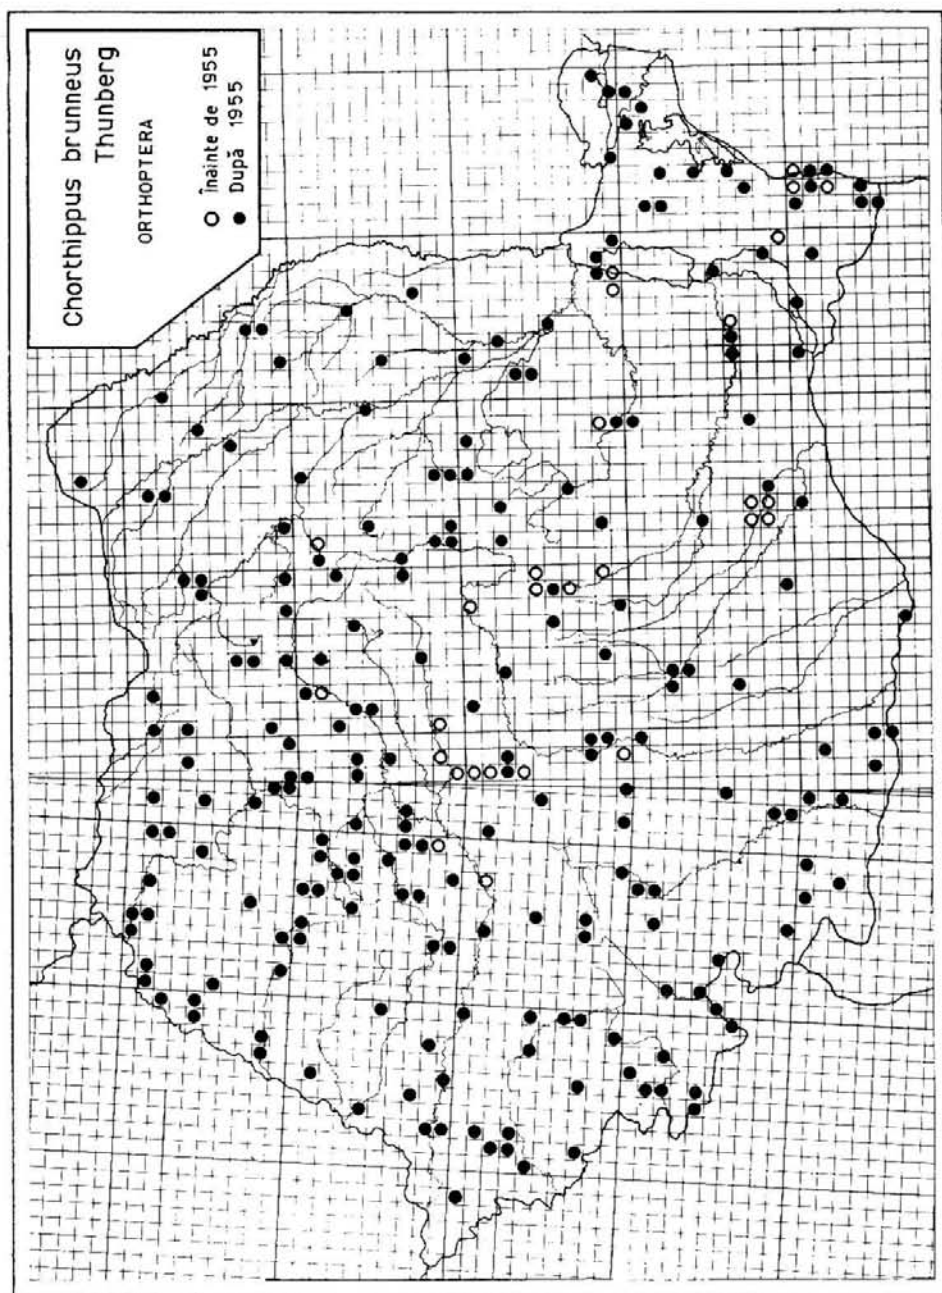 Chorthippus brunneus
Thunberg
ORTHOPTERA
Înainte de 1955
După 1955